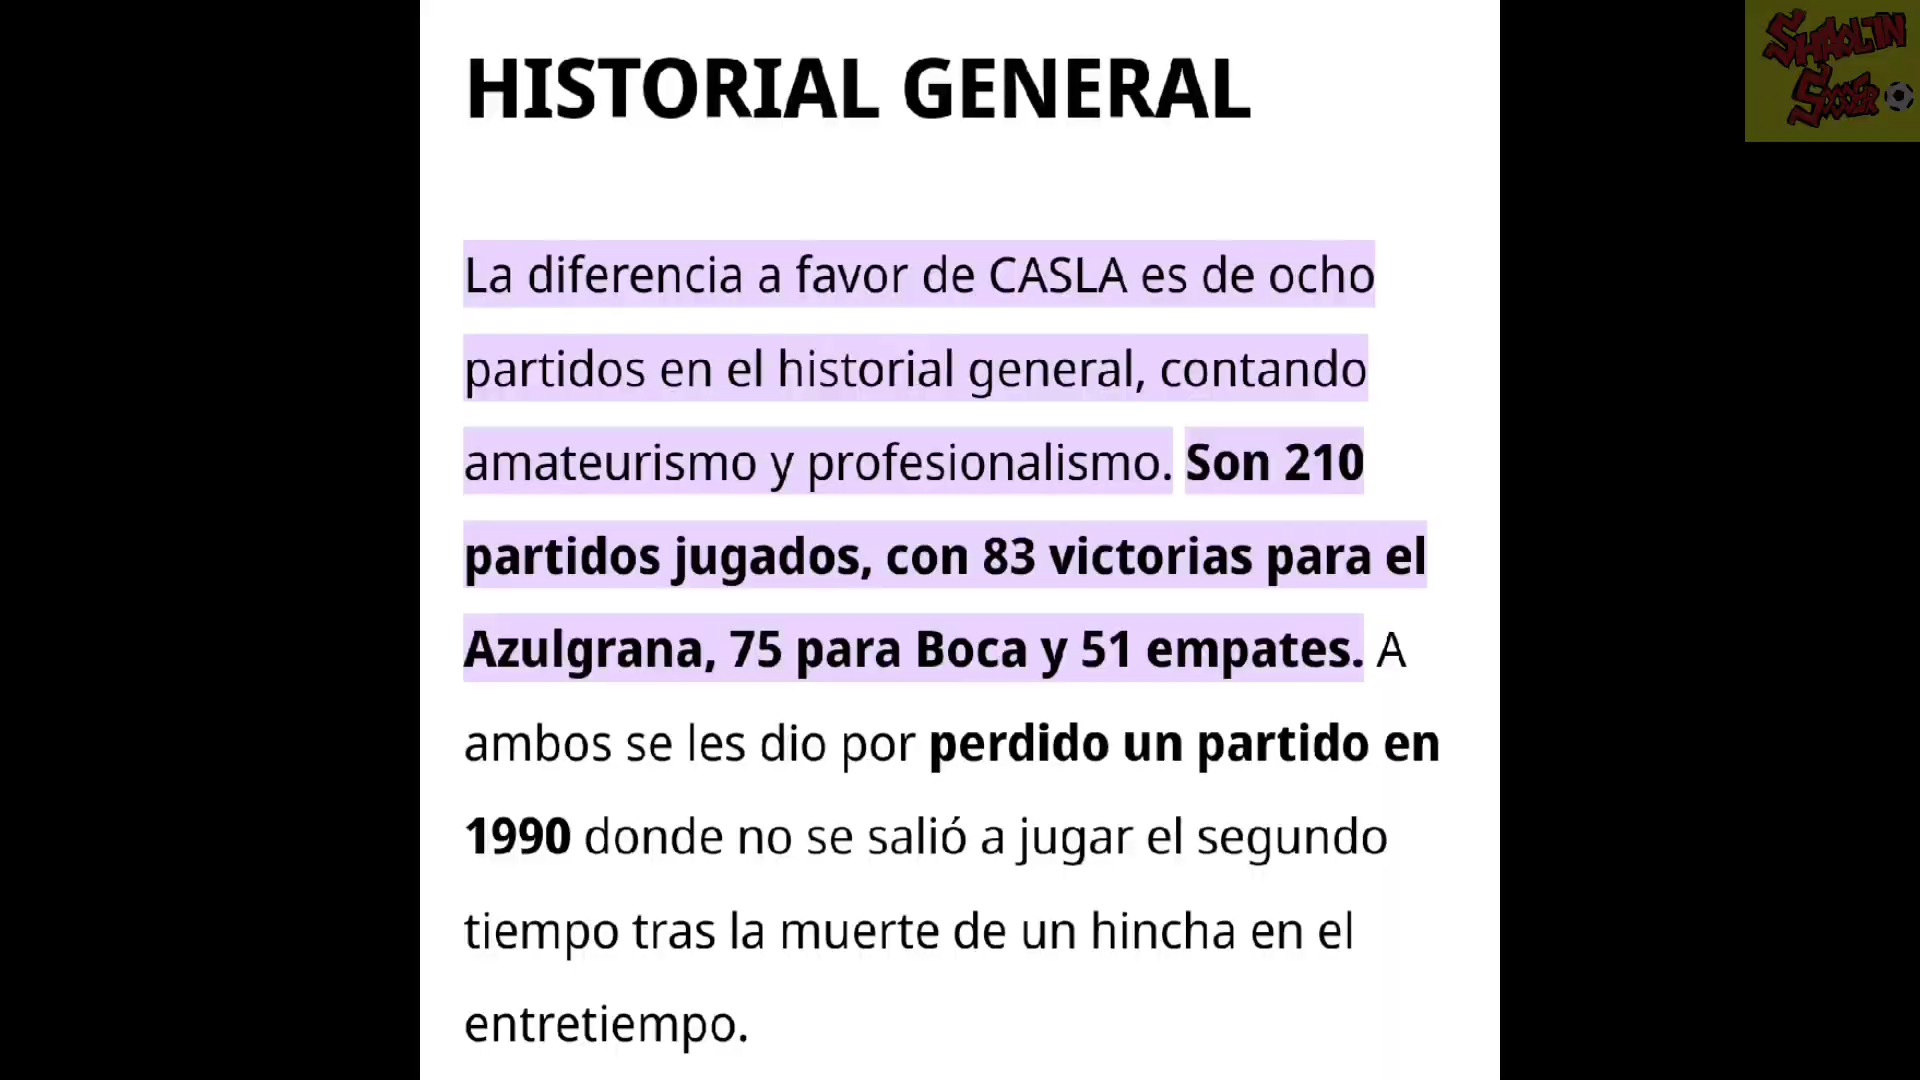 SHAOLIN
SOCCER
HISTORIAL GENERAL
La diferencia a favor de CASLA es de ocho
partidos en el historial general, contando
amateurismo y profesionalismo. Son 210
partidos jugados, con 83 victorias para el
Azulgrana, 75 para Boca y 51 empates. A
ambos se les dio por perdido un partido en
1990 donde no se salió a jugar el segundo
tiempo tras la muerte de un hincha en el
entretiempo.